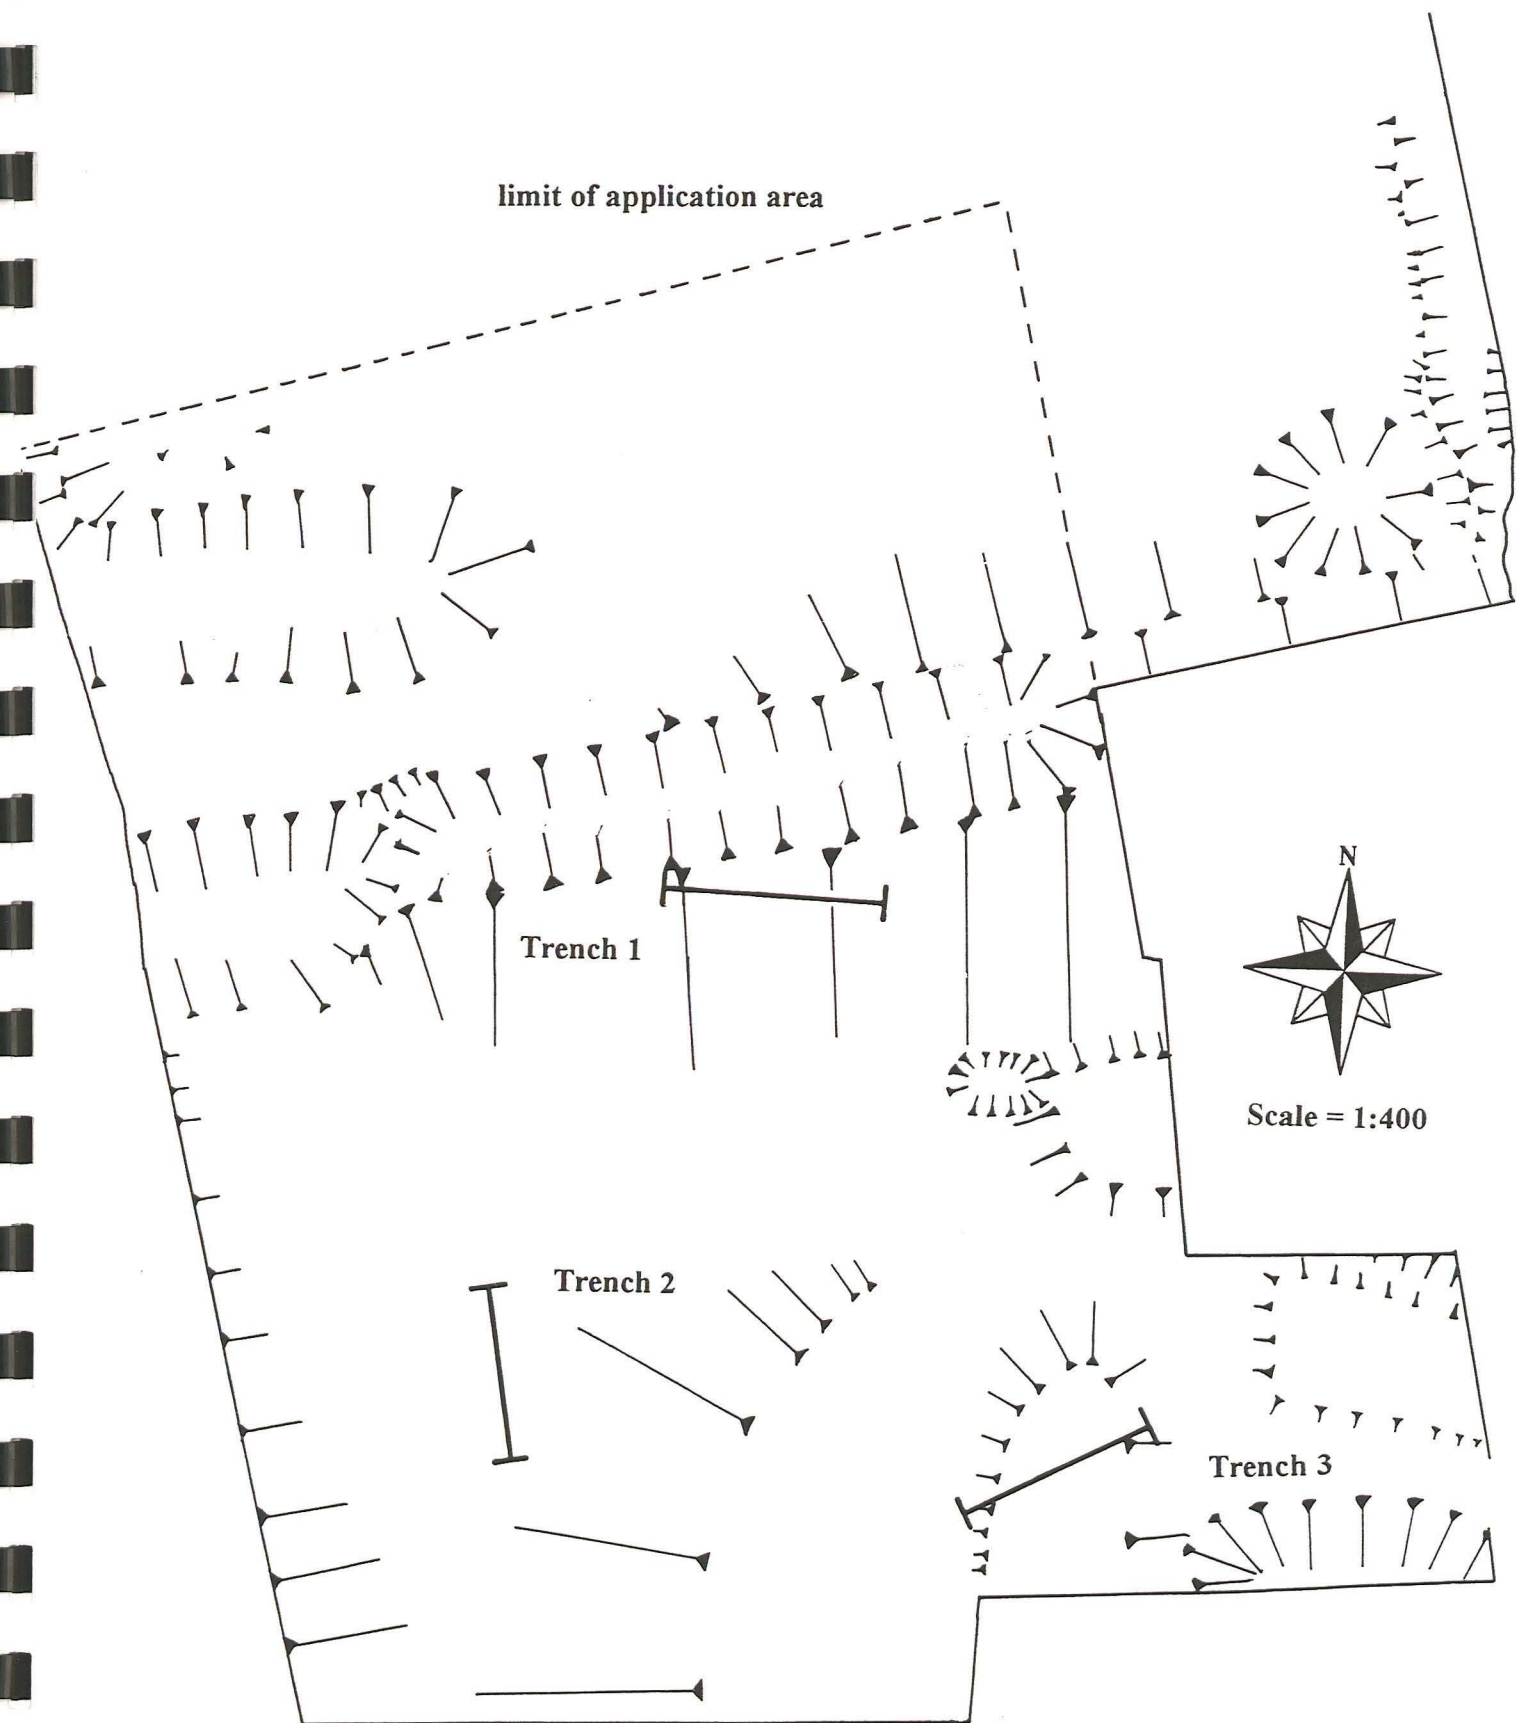 limit of application area
Trench 1
N
Scale = 1:400
Trench 2
Trench 3